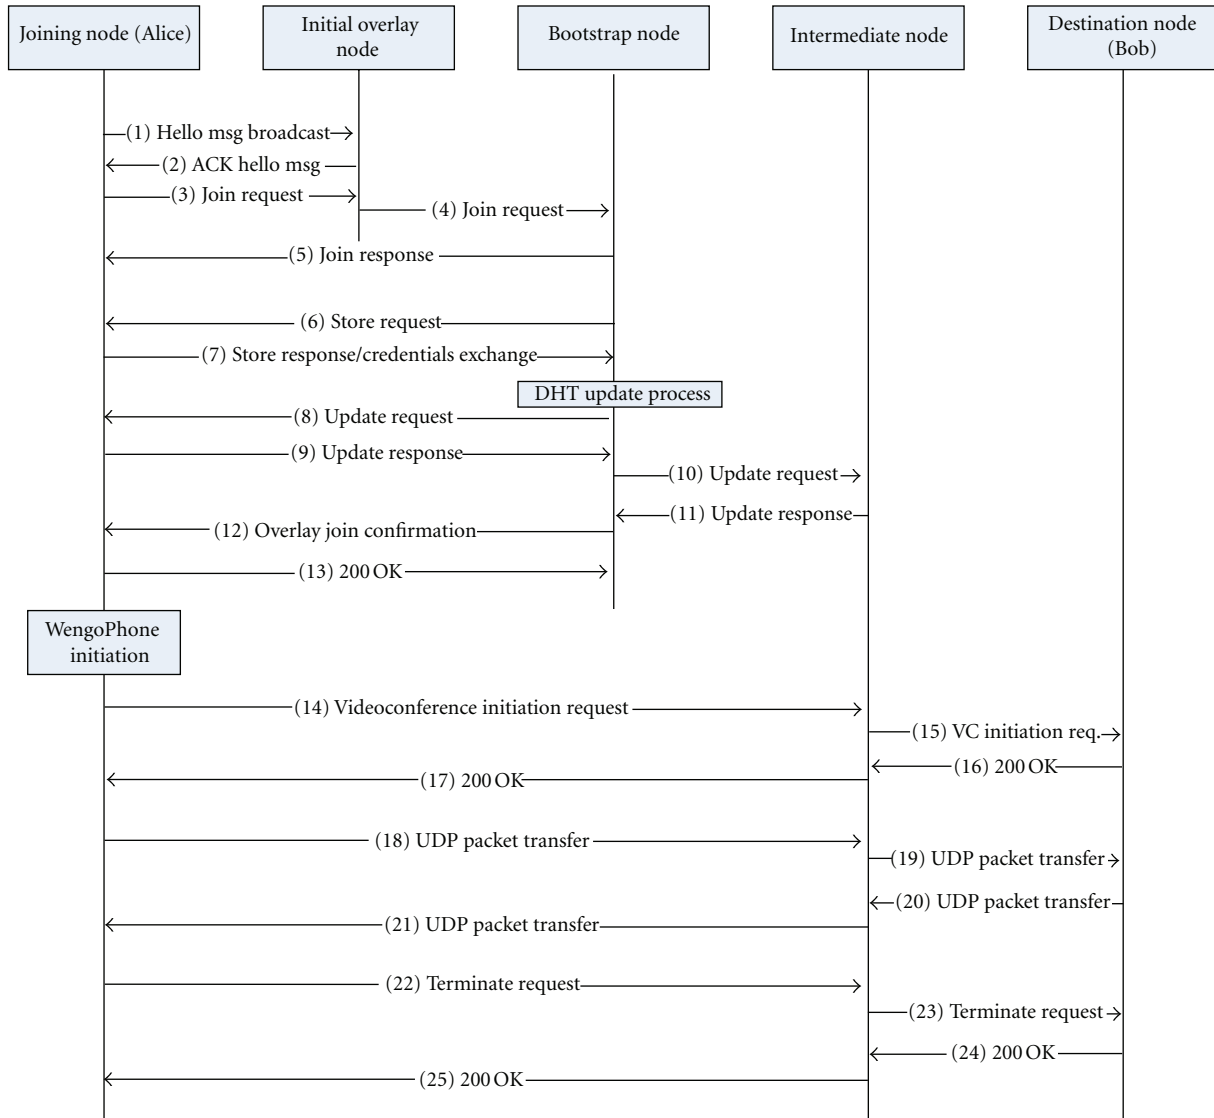 Joining node (Alice)
Initial overlay
node
Bootstrap node
Intermediate node
Destination node
(Bob)
(1) Hello msg broadcast
(2) ACK hello msg
(3) Join request
(4) Join request
(5) Join response
(6) Store request
(7) Store response/credentials exchange
DHT update process
(8) Update request
(9) Update response
(10) Update request
(11) Update response
(12) Overlay join confirmation
(13) 200 OK
WengoPhone
initiation
(14) Videoconference initiation request
(15) VC initiation req.
(16) 200 OK
(17) 200 OK
(18) UDP packet transfer
(19) UDP packet transfer
(20) UDP packet transfer
(21) UDP packet transfer
(22) Terminate request
(23) Terminate request
(24) 200 OK
(25) 200 OK